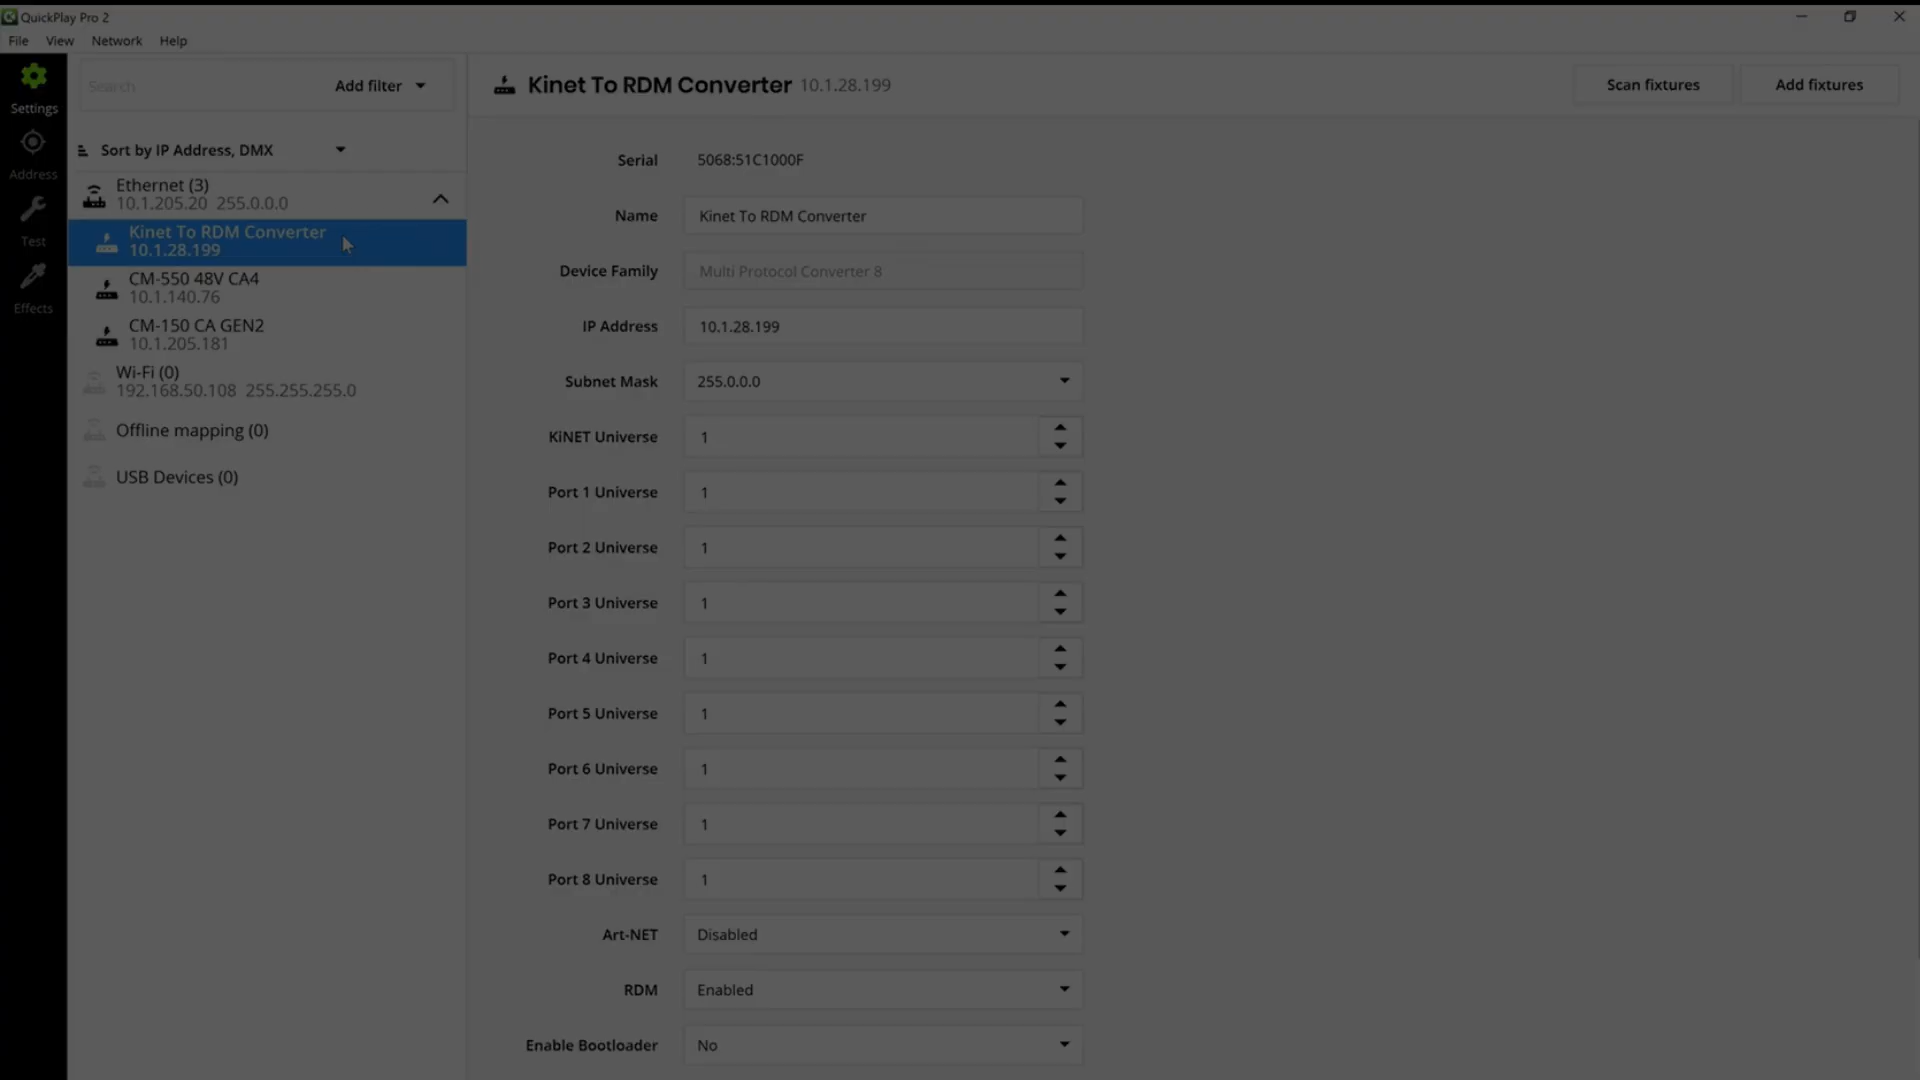 QuickPlay Pro 2
File View Network Help
Settings
Address
Test
Effects
Search
Add filter
Sort by IP Address, DMX
Ethernet (3)
10.1.205.20 255.0.0.0
Kinet To RDM Converter
10.1.28.199
CM-550 48V CA4
10.1.140.76
CM-150 CA GEN2
10.1.205.181
Wi-Fi (0)
192.168.50.108 255.255.255.0
Offline mapping (0)
USB Devices (0)
Kinet To RDM Converter 10.1.28.199
Scan fixtures
Add fixtures
Serial 5068:51C1000F
Name Kinet To RDM Converter
Device Family Multi Protocol Converter 8
IP Address 10.1.28.199
Subnet Mask 255.0.0.0
KiNET Universe 1
Port 1 Universe 1
Port 2 Universe 1
Port 3 Universe 1
Port 4 Universe 1
Port 5 Universe 1
Port 6 Universe 1
Port 7 Universe 1
Port 8 Universe 1
Art-NET Disabled
RDM Enabled
Enable Bootloader No